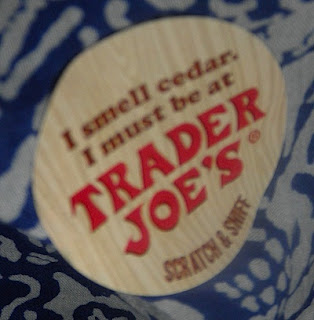 I smell cedar.
I must be at
TRADER
JOE'S®
SCRATCH & SNIFF